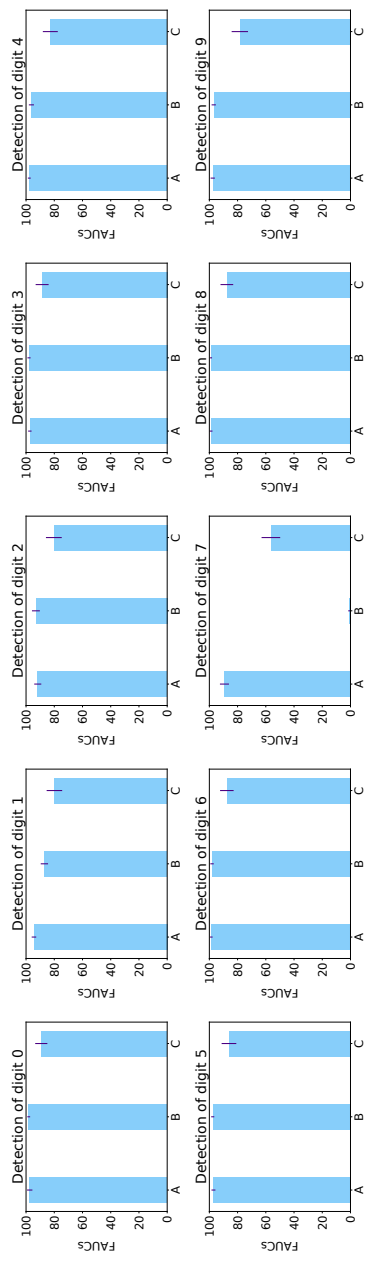 Detection of digit 0
100
80
60
40
20
0
FAUCs
A B C
Detection of digit 1
100
80
60
40
20
0
FAUCs
A B C
Detection of digit 2
100
80
60
40
20
0
FAUCs
A B C
Detection of digit 3
100
80
60
40
20
0
FAUCs
A B C
Detection of digit 4
100
80
60
40
20
0
FAUCs
A B C
Detection of digit 5
100
80
60
40
20
0
FAUCs
A B C
Detection of digit 6
100
80
60
40
20
0
FAUCs
A B C
Detection of digit 7
100
80
60
40
20
0
FAUCs
A B C
Detection of digit 8
100
80
60
40
20
0
FAUCs
A B C
Detection of digit 9
100
80
60
40
20
0
FAUCs
A B C